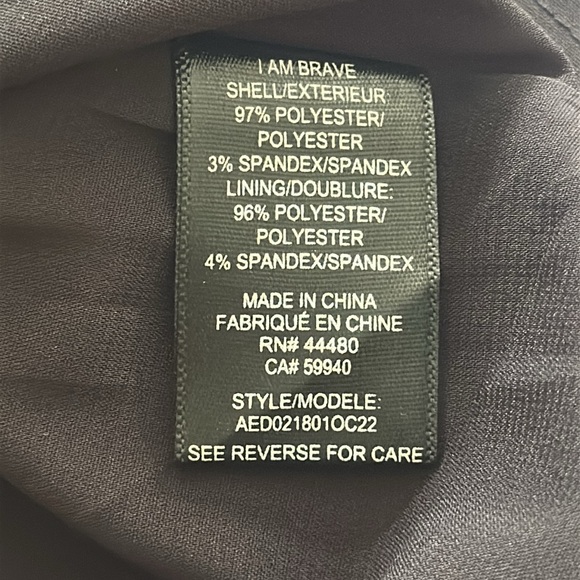 I AM BRAVE
SHELL/EXTERIEUR:
97% POLYESTER/
POLYESTER
3% SPANDEX/SPANDEX
LINING/DOUBLURE:
96% POLYESTER/
POLYESTER
4% SPANDEX/SPANDEX
MADE IN CHINA
FABRIQUÉ EN CHINE
RN# 44480
CA# 59940
STYLE/MODELE:
AED021801OC22
SEE REVERSE FOR CARE